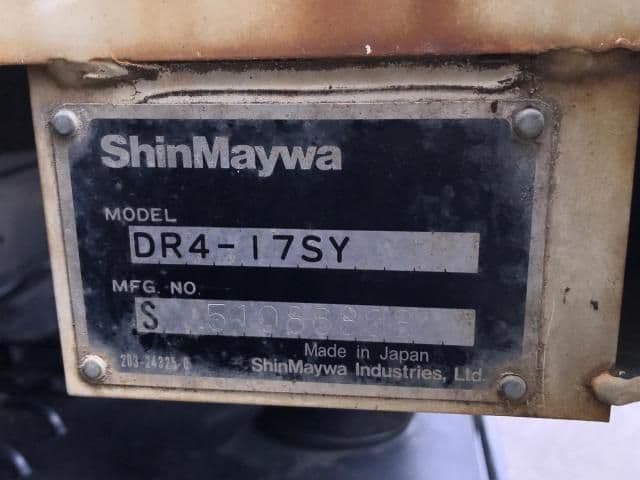 ShinMaywa
MODEL
DR4-17SY
MFG. NO.
S
Made in Japan
ShinMaywa Industries, Ltd.